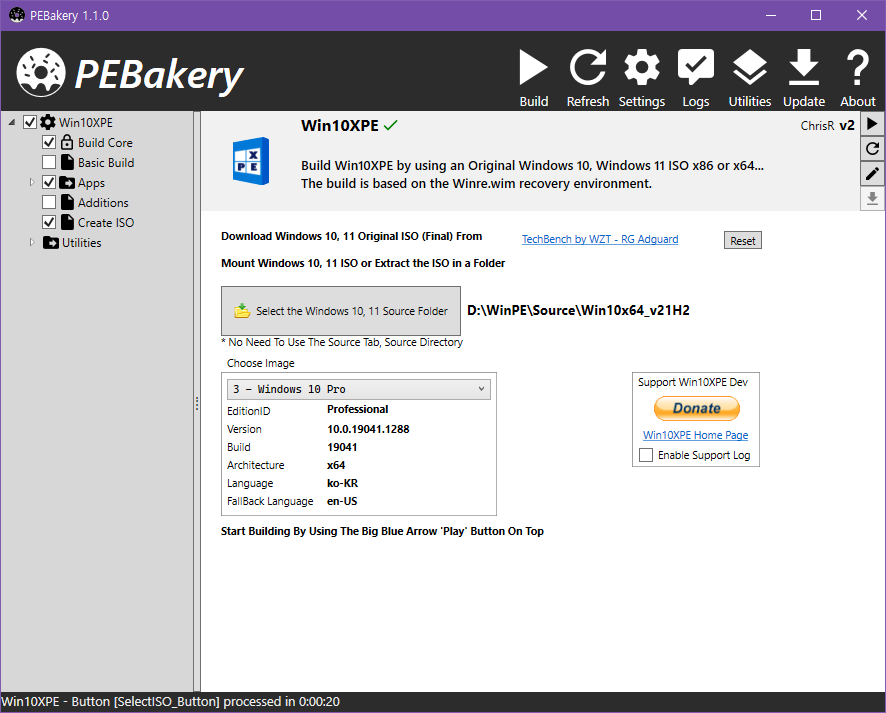 PEBakery 1.1.0
PEBakery
Build
Refresh
Settings
Logs
Utilities
Update
About
Win10XPE
Build Core
Basic Build
Apps
Additions
Create ISO
Utilities
X
PE
Win10XPE
ChrisR v2
Build Win10XPE by using an Original Windows 10, Windows 11 ISO x86 or x64...
The build is based on the Winre.wim recovery environment.
Download Windows 10, 11 Original ISO (Final) From
TechBench by WZT - RG Adguard
Reset
Mount Windows 10, 11 ISO or Extract the ISO in a Folder
Select the Windows 10, 11 Source Folder
D:\WinPE\Source\Win10x64_v21H2
* No Need To Use The Source Tab, Source Directory
Choose Image
3 - Windows 10 Pro
EditionID Professional
Version 10.0.19041.1288
Build 19041
Architecture x64
Language ko-KR
FallBack Language en-US
Support Win10XPE Dev
Donate
Win10XPE Home Page
Enable Support Log
Start Building By Using The Big Blue Arrow 'Play' Button On Top
Win10XPE - Button [SelectISO_Button] processed in 0:00:20